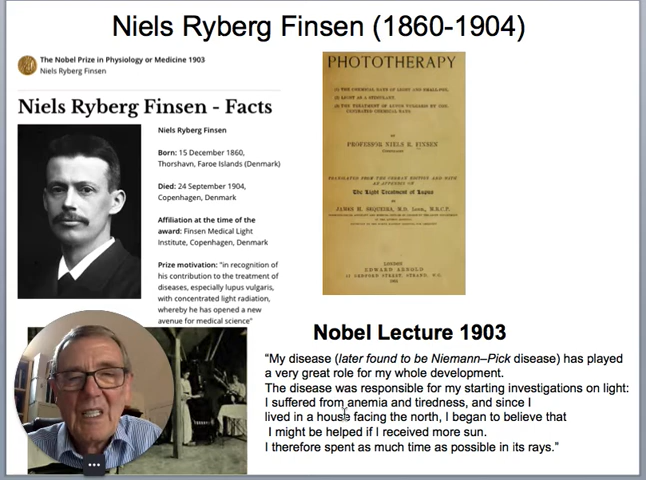 Niels Ryberg Finsen (1860-1904)
The Nobel Prize in Physiology or Medicine 1903
Niels Ryberg Finsen
Niels Ryberg Finsen - Facts
Niels Ryberg Finsen
Born: 15 December 1860,
Thorshavn, Faroe Islands (Denmark)
Died: 24 September 1904,
Copenhagen, Denmark
Affiliation at the time of the
award: Finsen Medical Light
Institute, Copenhagen, Denmark
Prize motivation: "in recognition of
his contribution to the treatment of
diseases, especially lupus vulgaris,
with concentrated light radiation,
whereby he has opened a new
avenue for medical science"
PHOTOTHERAPY
(1) THE CHEMICAL RAYS OF LIGHT AND SMALL-POX
(2) LIGHT AS A STIMULANT
(3) THE TREATMENT OF LUPUS VULGARIS BY CON-
CENTRATED CHEMICAL RAYS
BY
PROFESSOR NIELS R. FINSEN
TRANSLATED FROM THE GERMAN EDITION AND WITH
AN APPENDIX ON
The Light Treatment of Lupus
BY
JAMES H. SEQUEIRA, M.D. Lond., M.R.C.P.
LONDON
EDWARD ARNOLD
Nobel Lecture 1903
"My disease (later found to be Niemann–Pick disease) has played
a very great role for my whole development.
The disease was responsible for my starting investigations on light:
I suffered from anemia and tiredness, and since I
lived in a house facing the north, I began to believe that
I might be helped if I received more sun.
I therefore spent as much time as possible in its rays."